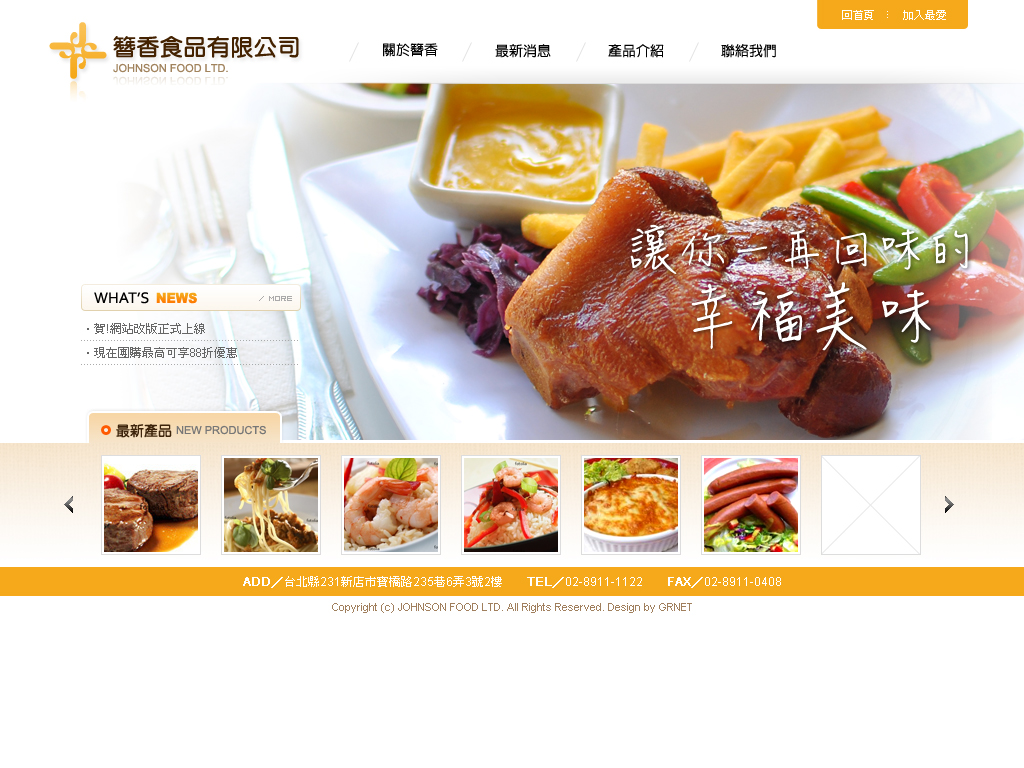 回首頁 : 加入最愛
簪香食品有限公司
JOHNSON FOOD LTD.
關於簪香
最新消息
產品介紹
聯絡我們
讓你一再回味的
幸福美味
WHAT'S NEWS
MORE
・賀!網站改版正式上線
・現在團購最高可享88折優惠
最新產品 NEW PRODUCTS
ADD／台北縣231新店市寶橋路235巷6弄3號2樓 TEL／02-8911-1122 FAX／02-8911-0408
Copyright (c) JOHNSON FOOD LTD. All Rights Reserved. Design by GRNET